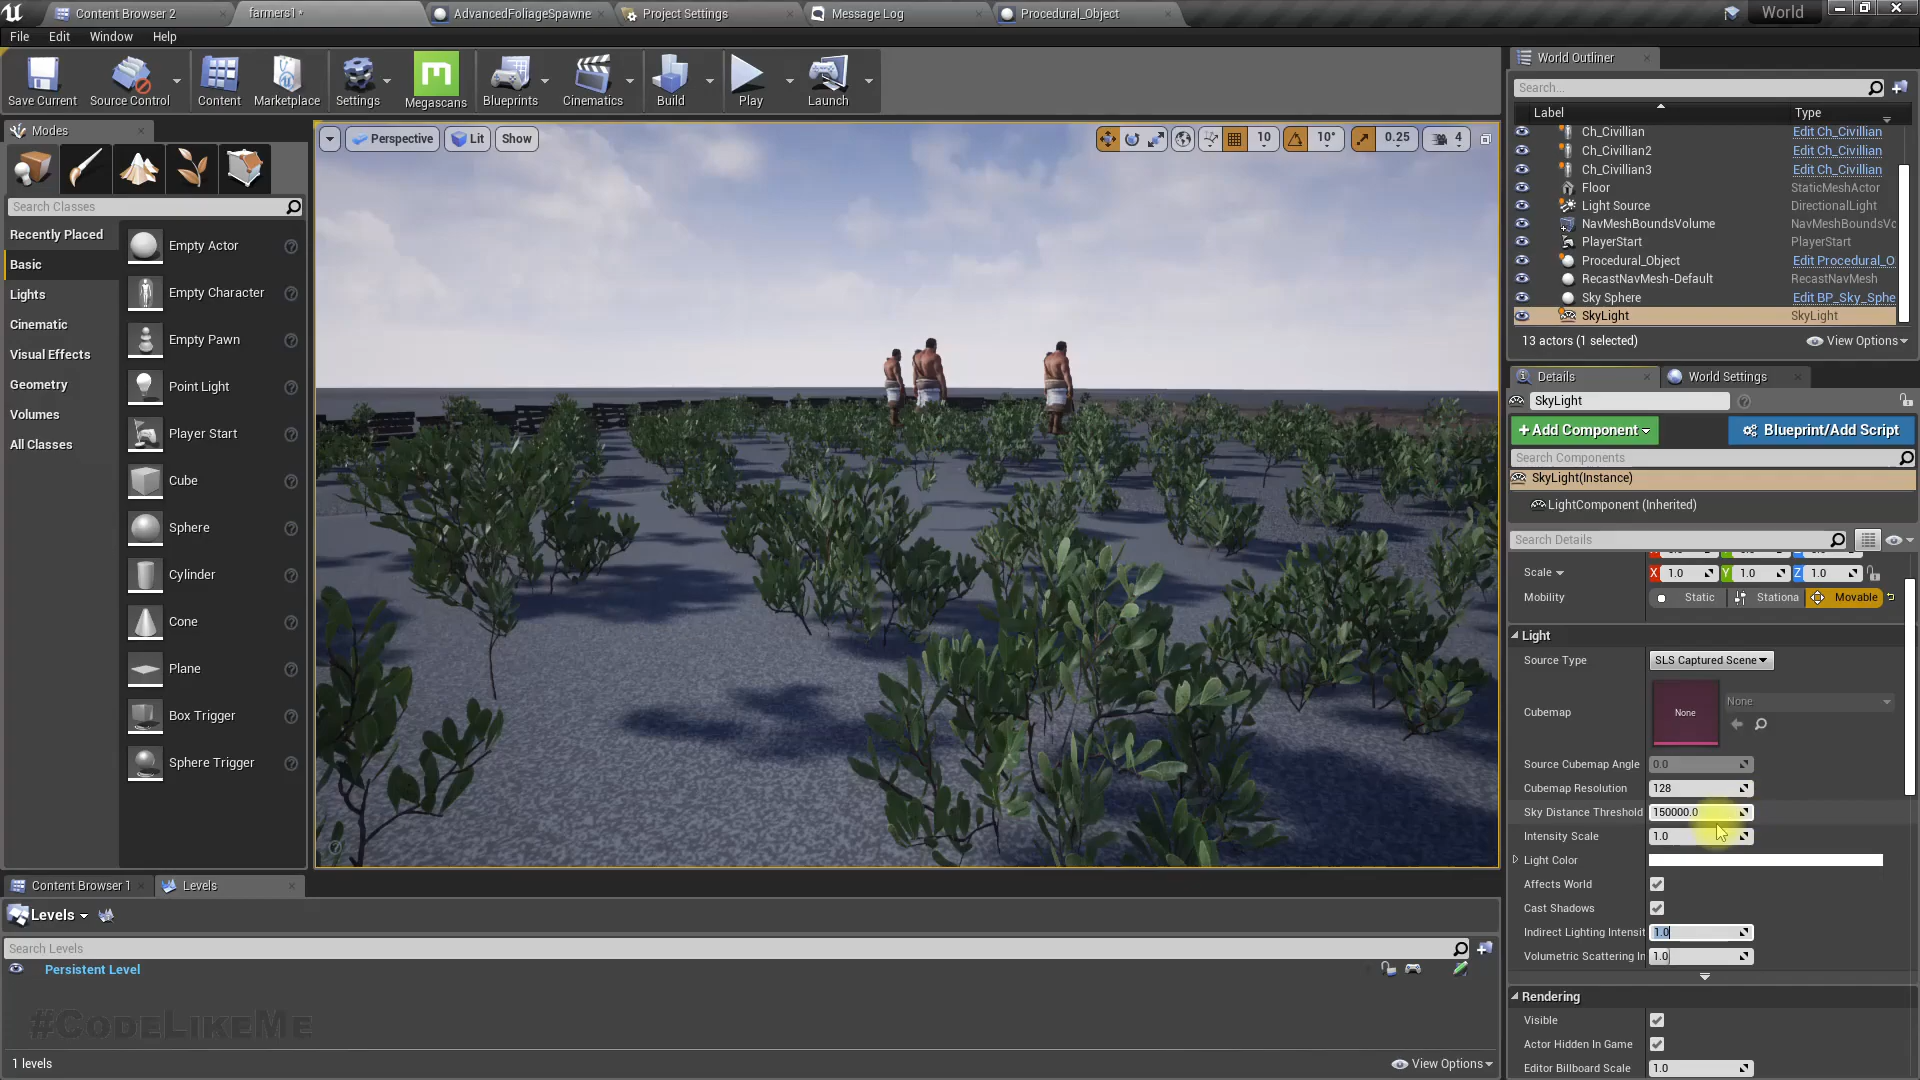 Content Browser 2
farmers1*
AdvancedFoliageSpawne
Project Settings
Message Log
Procedural_Object
World
File
Edit
Window
Help
Save Current
Source Control
Content
Marketplace
Settings
Megascans
Blueprints
Cinematics
Build
Play
Launch
Modes
Search Classes
Recently Placed
Basic
Lights
Cinematic
Visual Effects
Geometry
Volumes
All Classes
Empty Actor
Empty Character
Empty Pawn
Point Light
Player Start
Cube
Sphere
Cylinder
Cone
Plane
Box Trigger
Sphere Trigger
Perspective
Lit
Show
10
10°
0.25
4
World Outliner
Search...
Label
Type
Ch_Civillian
Edit Ch_Civillian
Ch_Civillian2
Edit Ch_Civillian
Ch_Civillian3
Edit Ch_Civillian
Floor
StaticMeshActor
Light Source
DirectionalLight
NavMeshBoundsVolume
NavMeshBoundsVo
PlayerStart
PlayerStart
Procedural_Object
Edit Procedural_O
RecastNavMesh-Default
RecastNavMesh
Sky Sphere
Edit BP_Sky_Sphe
SkyLight
SkyLight
13 actors (1 selected)
View Options
Details
World Settings
SkyLight
+Add Component
Blueprint/Add Script
Search Components
SkyLight(Instance)
LightComponent (Inherited)
Search Details
Scale
X 1.0
Y 1.0
Z 1.0
Mobility
Static
Stationa
Movable
Light
Source Type
SLS Captured Scene
Cubemap
None
None
Source Cubemap Angle
0.0
Cubemap Resolution
128
Sky Distance Threshold
150000.0
Intensity Scale
1.0
Light Color
Affects World
Cast Shadows
Indirect Lighting Intensit
1.0
Volumetric Scattering In
1.0
Rendering
Visible
Actor Hidden In Game
Editor Billboard Scale
1.0
Content Browser 1
Levels
Levels
Search Levels
Persistent Level
#CodeLikeMe
1 levels
View Options